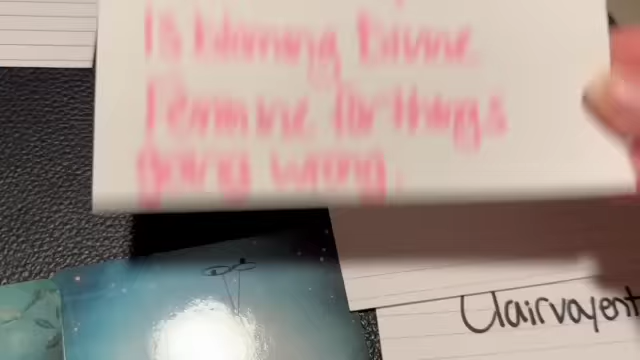 Is blaming Divine
Feminine for things
going wrong.
Clairvoyent